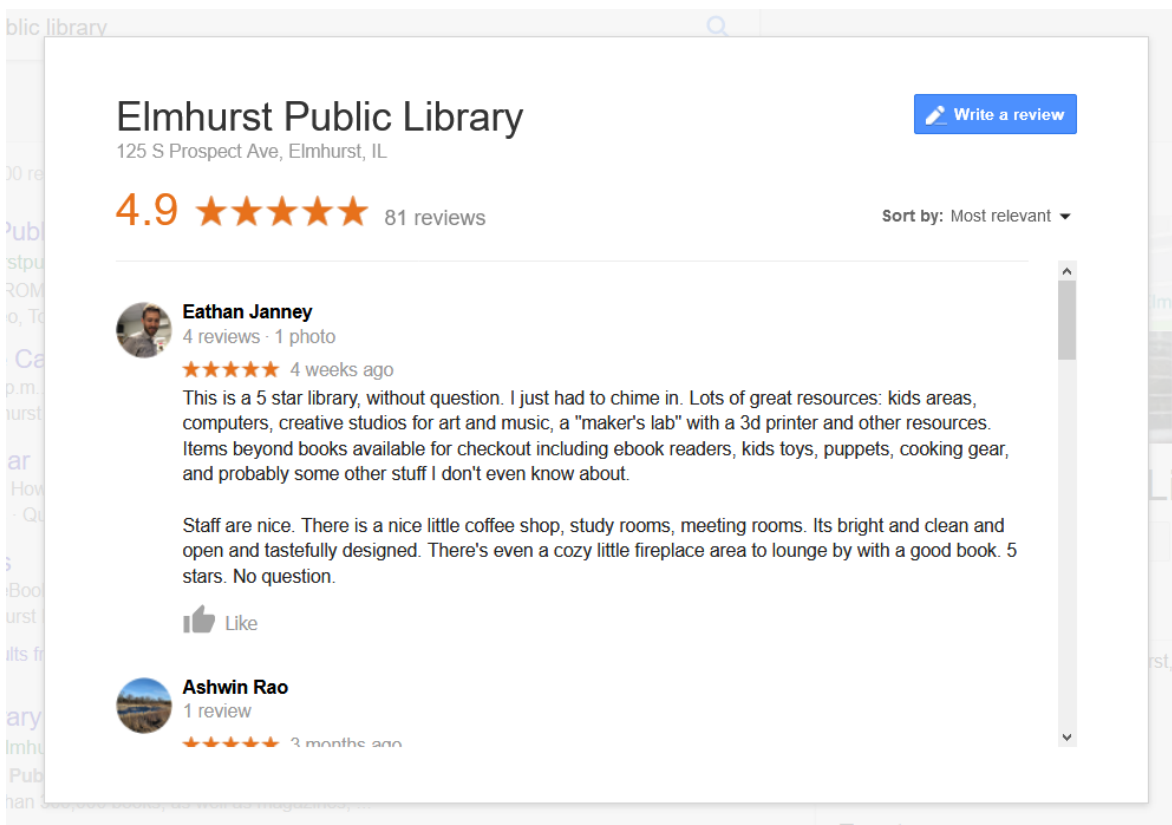 blic library
Elmhurst Public Library
Write a review
125 S Prospect Ave, Elmhurst, IL
4.9
81 reviews
Sort by: Most relevant
Eathan Janney
4 reviews · 1 photo
4 weeks ago
This is a 5 star library, without question. I just had to chime in. Lots of great resources: kids areas,
computers, creative studios for art and music, a "maker's lab" with a 3d printer and other resources.
Items beyond books available for checkout including ebook readers, kids toys, puppets, cooking gear,
and probably some other stuff I don't even know about.
Staff are nice. There is a nice little coffee shop, study rooms, meeting rooms. Its bright and clean and
open and tastefully designed. There's even a cozy little fireplace area to lounge by with a good book. 5
stars. No question.
Like
Ashwin Rao
1 review
3 months ago